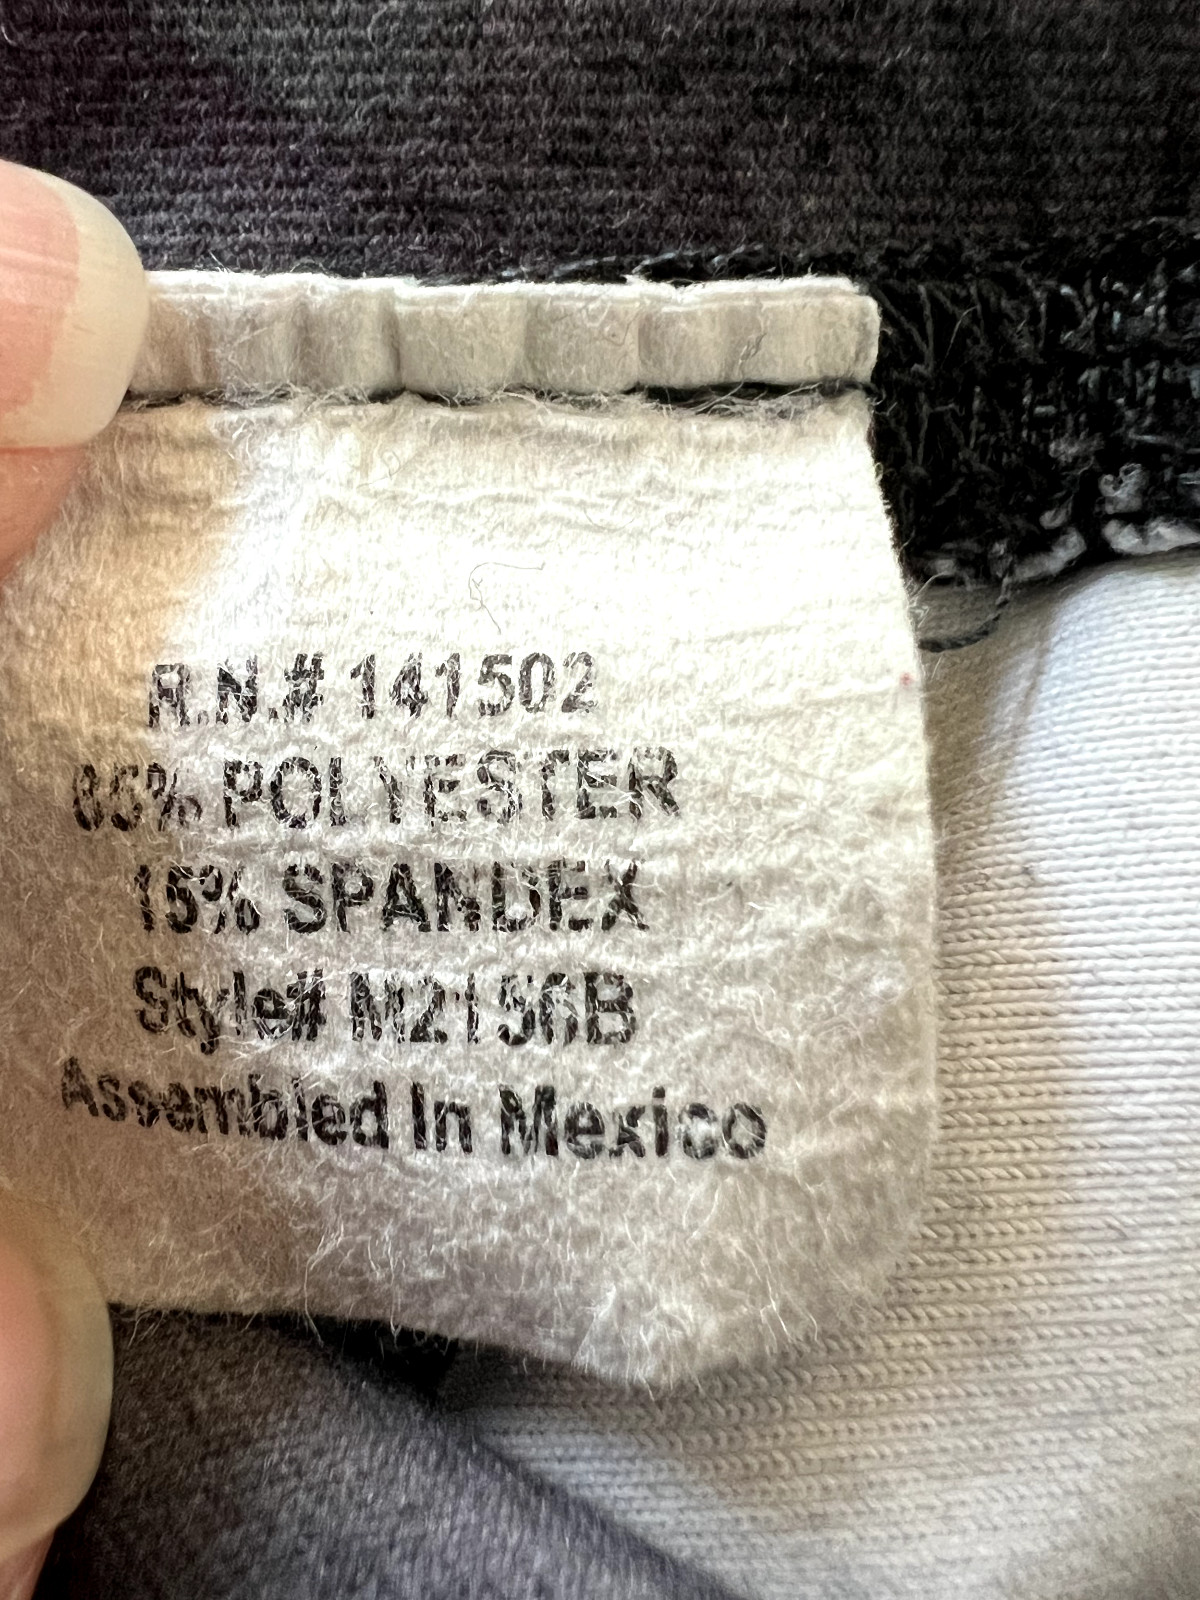 R.N.# 141502
85% POLYESTER
15% SPANDEX
Style# M2156B
Assembled In Mexico